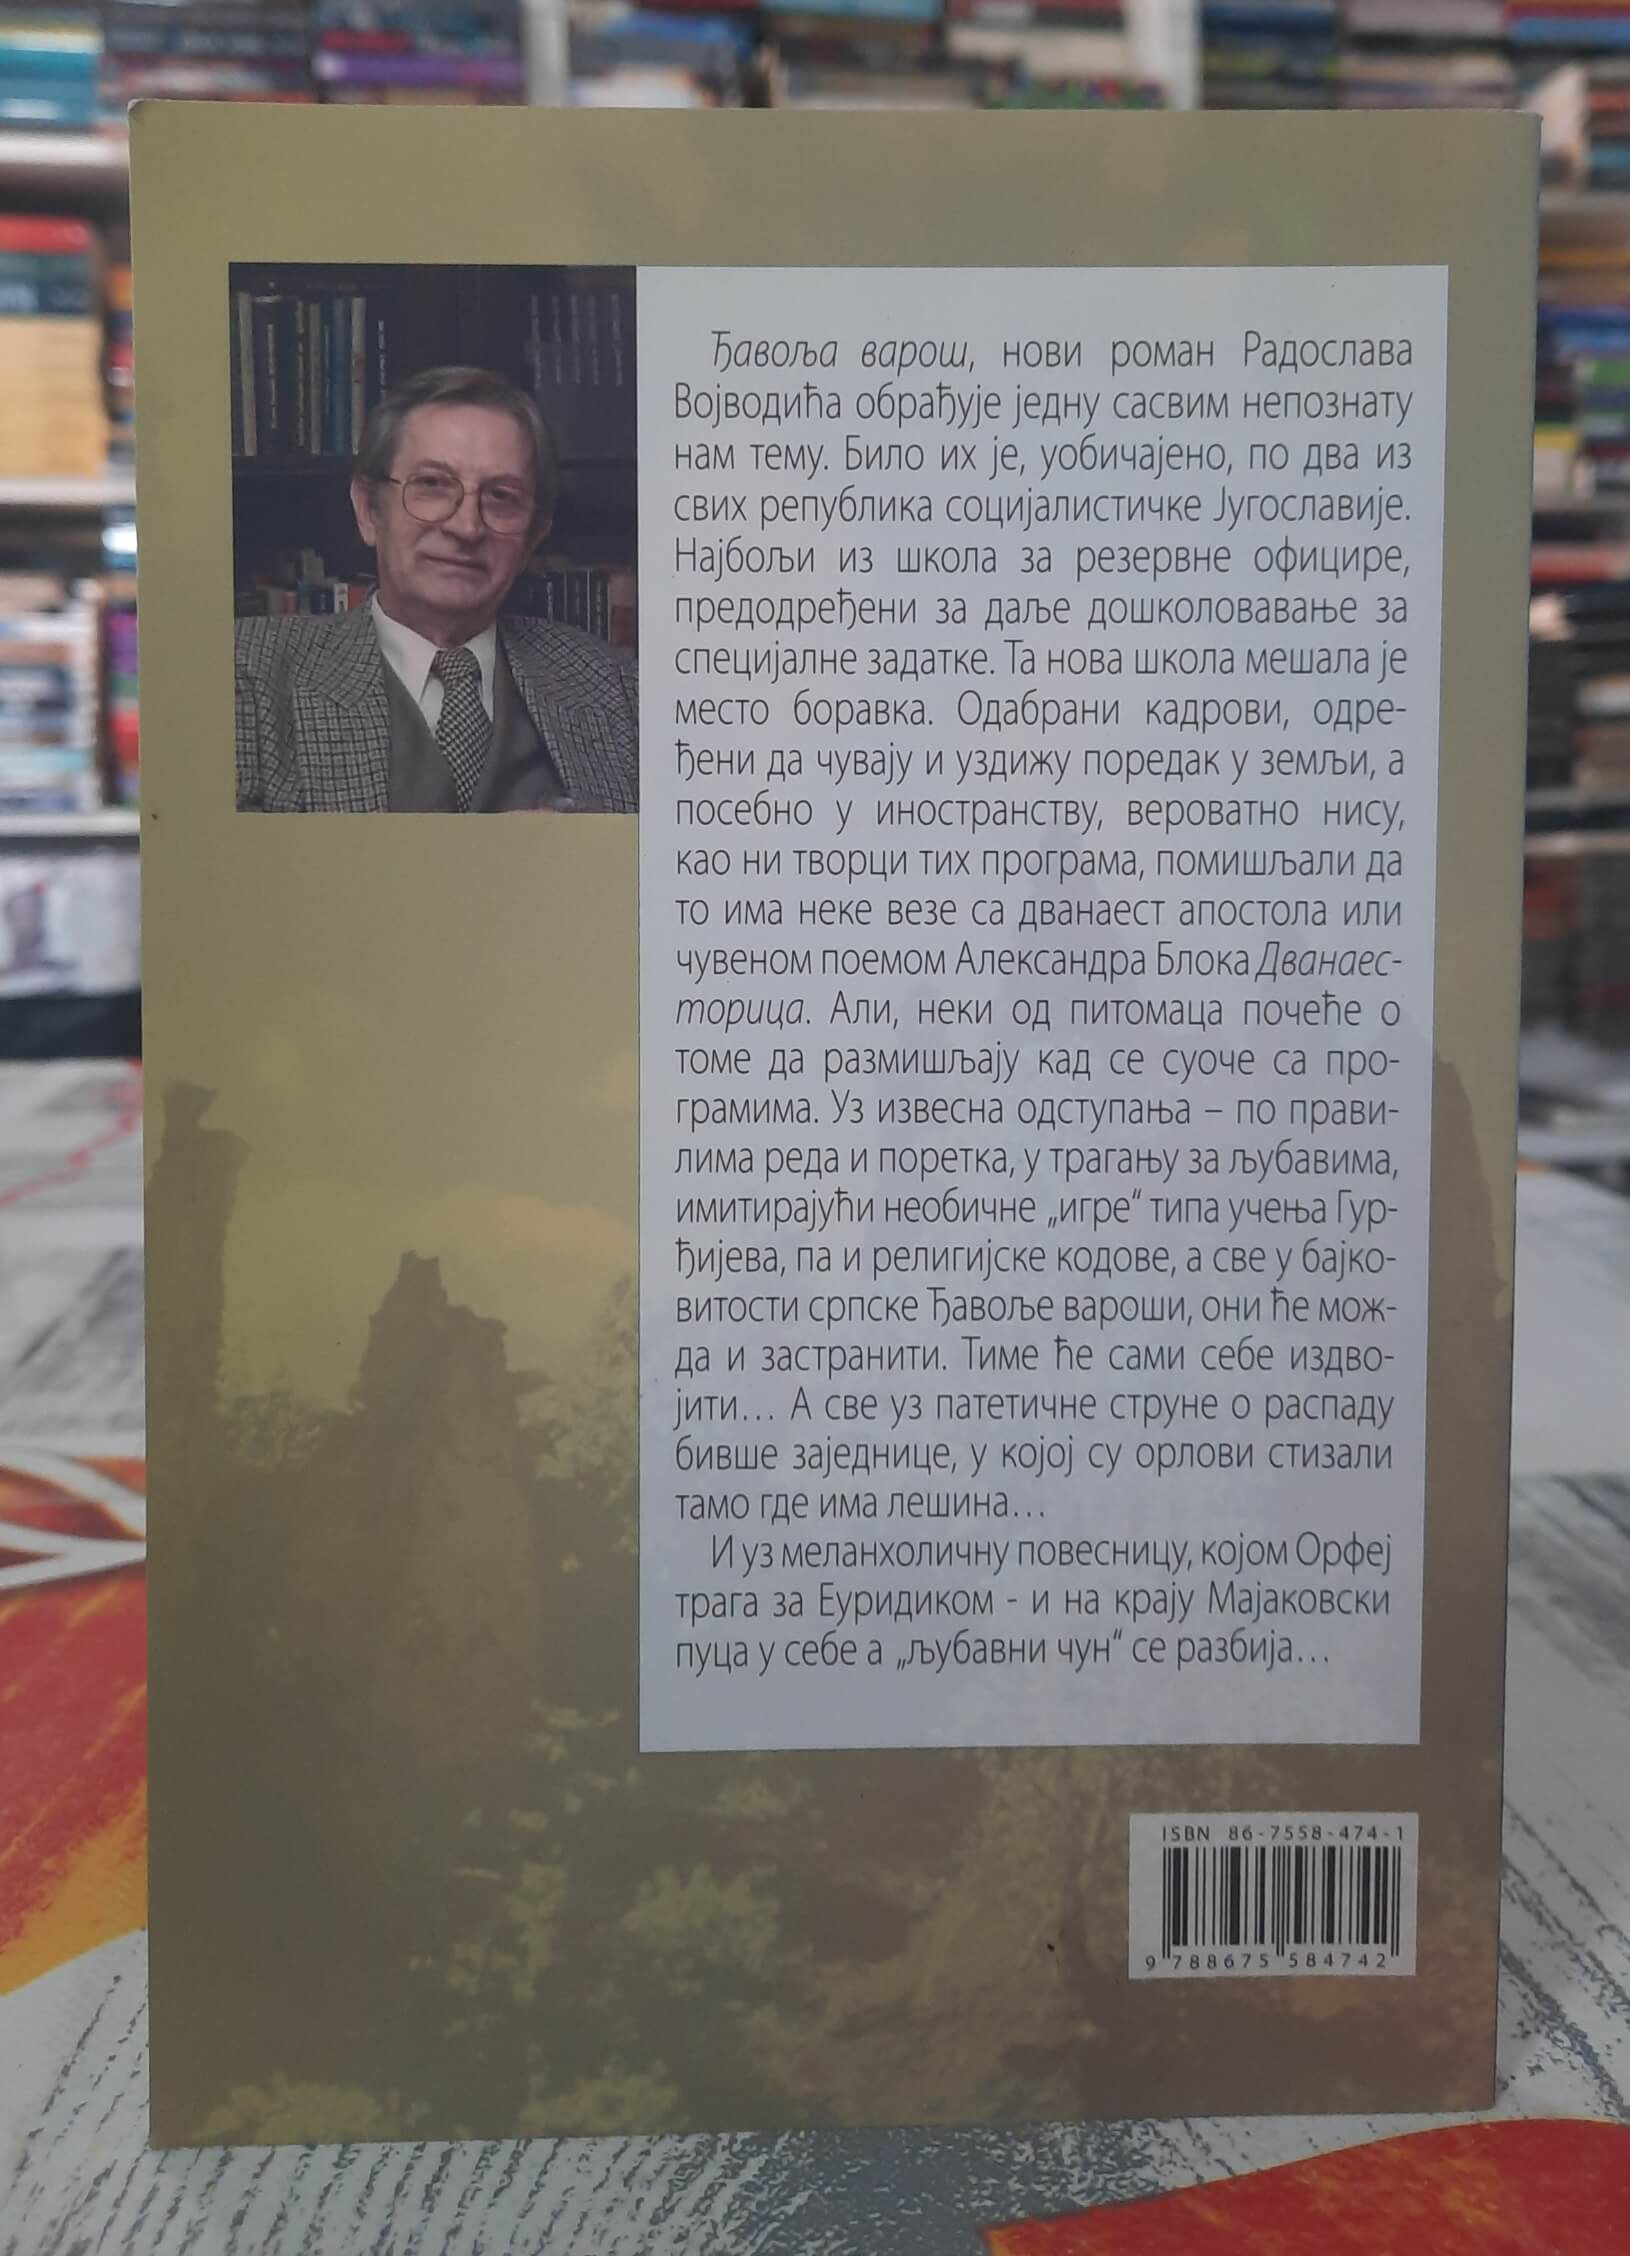 Ђавоља варош, нови роман Радослава
Војводића обрађује једну сасвим непознату
нам тему. Било их је, уобичајено, по два из
свих република социјалистичке Југославије.
Најбољи из школа за резервне официре,
предодређени за даље дошколовавање за
специјалне задатке. Та нова школа мешала је
место боравка. Одабрани кадрови, одре-
ђени да чувају и уздижу поредак у земљи, а
посебно у иностранству, вероватно нису,
као ни творци тих програма, помишљали да
то има неке везе са дванаест апостола или
чувеном поемом Александра Блока Дванаес-
торица. Али, неки од питомаца почеће о
томе да размишљају кад се суоче са про-
грамима. Уз извесна одступања – по прави-
лима реда и поретка, у трагању за љубавима,
имитирајући необичне „игре“ типа учења Гур-
ђијева, па и религијске кодове, а све у бајко-
витости српске Ђавоље вароши, они ће мож-
да и застранити. Тиме ће сами себе издво-
јити... А све уз патетичне струне о распаду
бивше заједнице, у којој су орлови стизали
тамо где има лешина...
И уз меланхоличну повесницу, којом Орфеј
трага за Еуридиком - и на крају Мајаковски
пуца у себе а „љубавни чун“ се разбија...
ISBN 86-7558-474-1
9 788675 584742